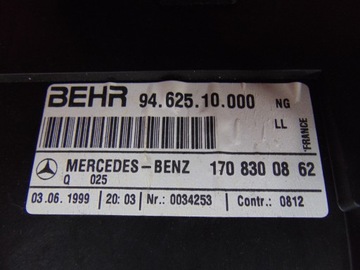 BEHR 94.625.10.000 NG
LL
FRANCE
MERCEDES-BENZ 170 830 08 62
Q 025
03.06.1999 20:03 Nr.: 0034253 Contr.: 0812